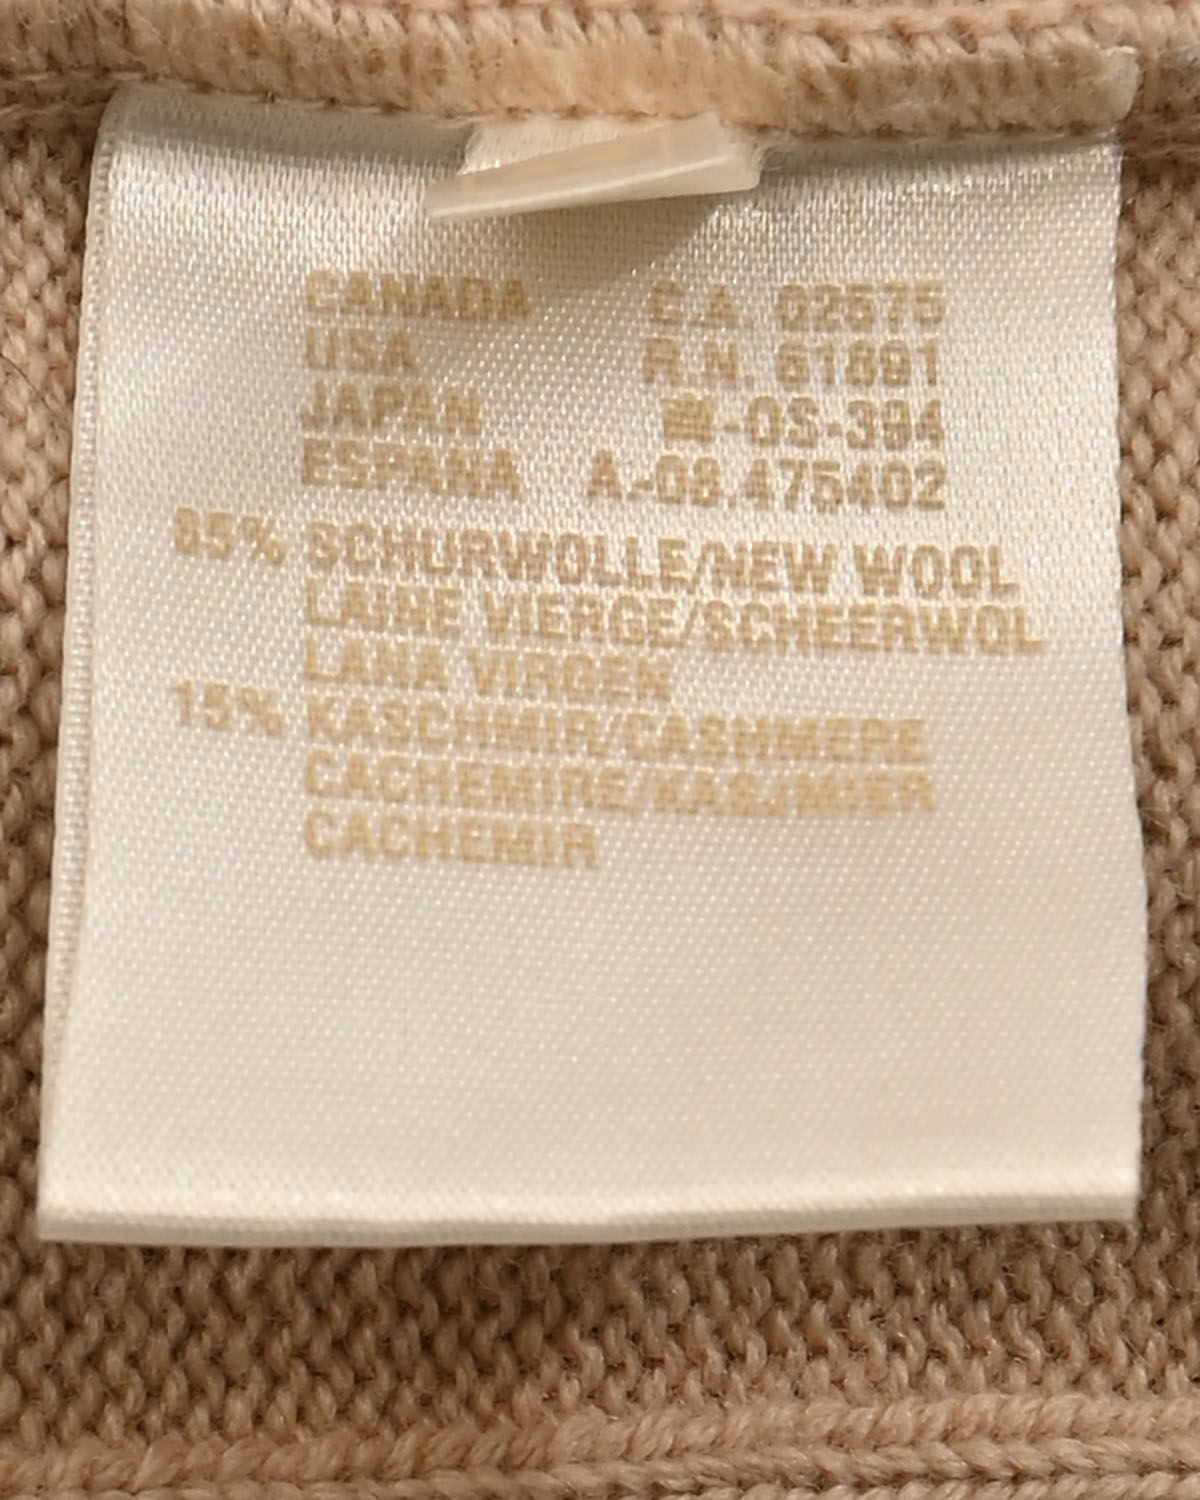 CANADA C.A. 02675
USA R.N. 61891
JAPAN -OS-394
ESPANA A.-08.475402
85% SCHURWOLLE/NEW WOOL
LAINE VIERGE/SCHEERWOL
LANA VIRGEN
15% KASCHMIR/CASHMERE
CACHEMIRE/KASJMIER
CACHEMIR